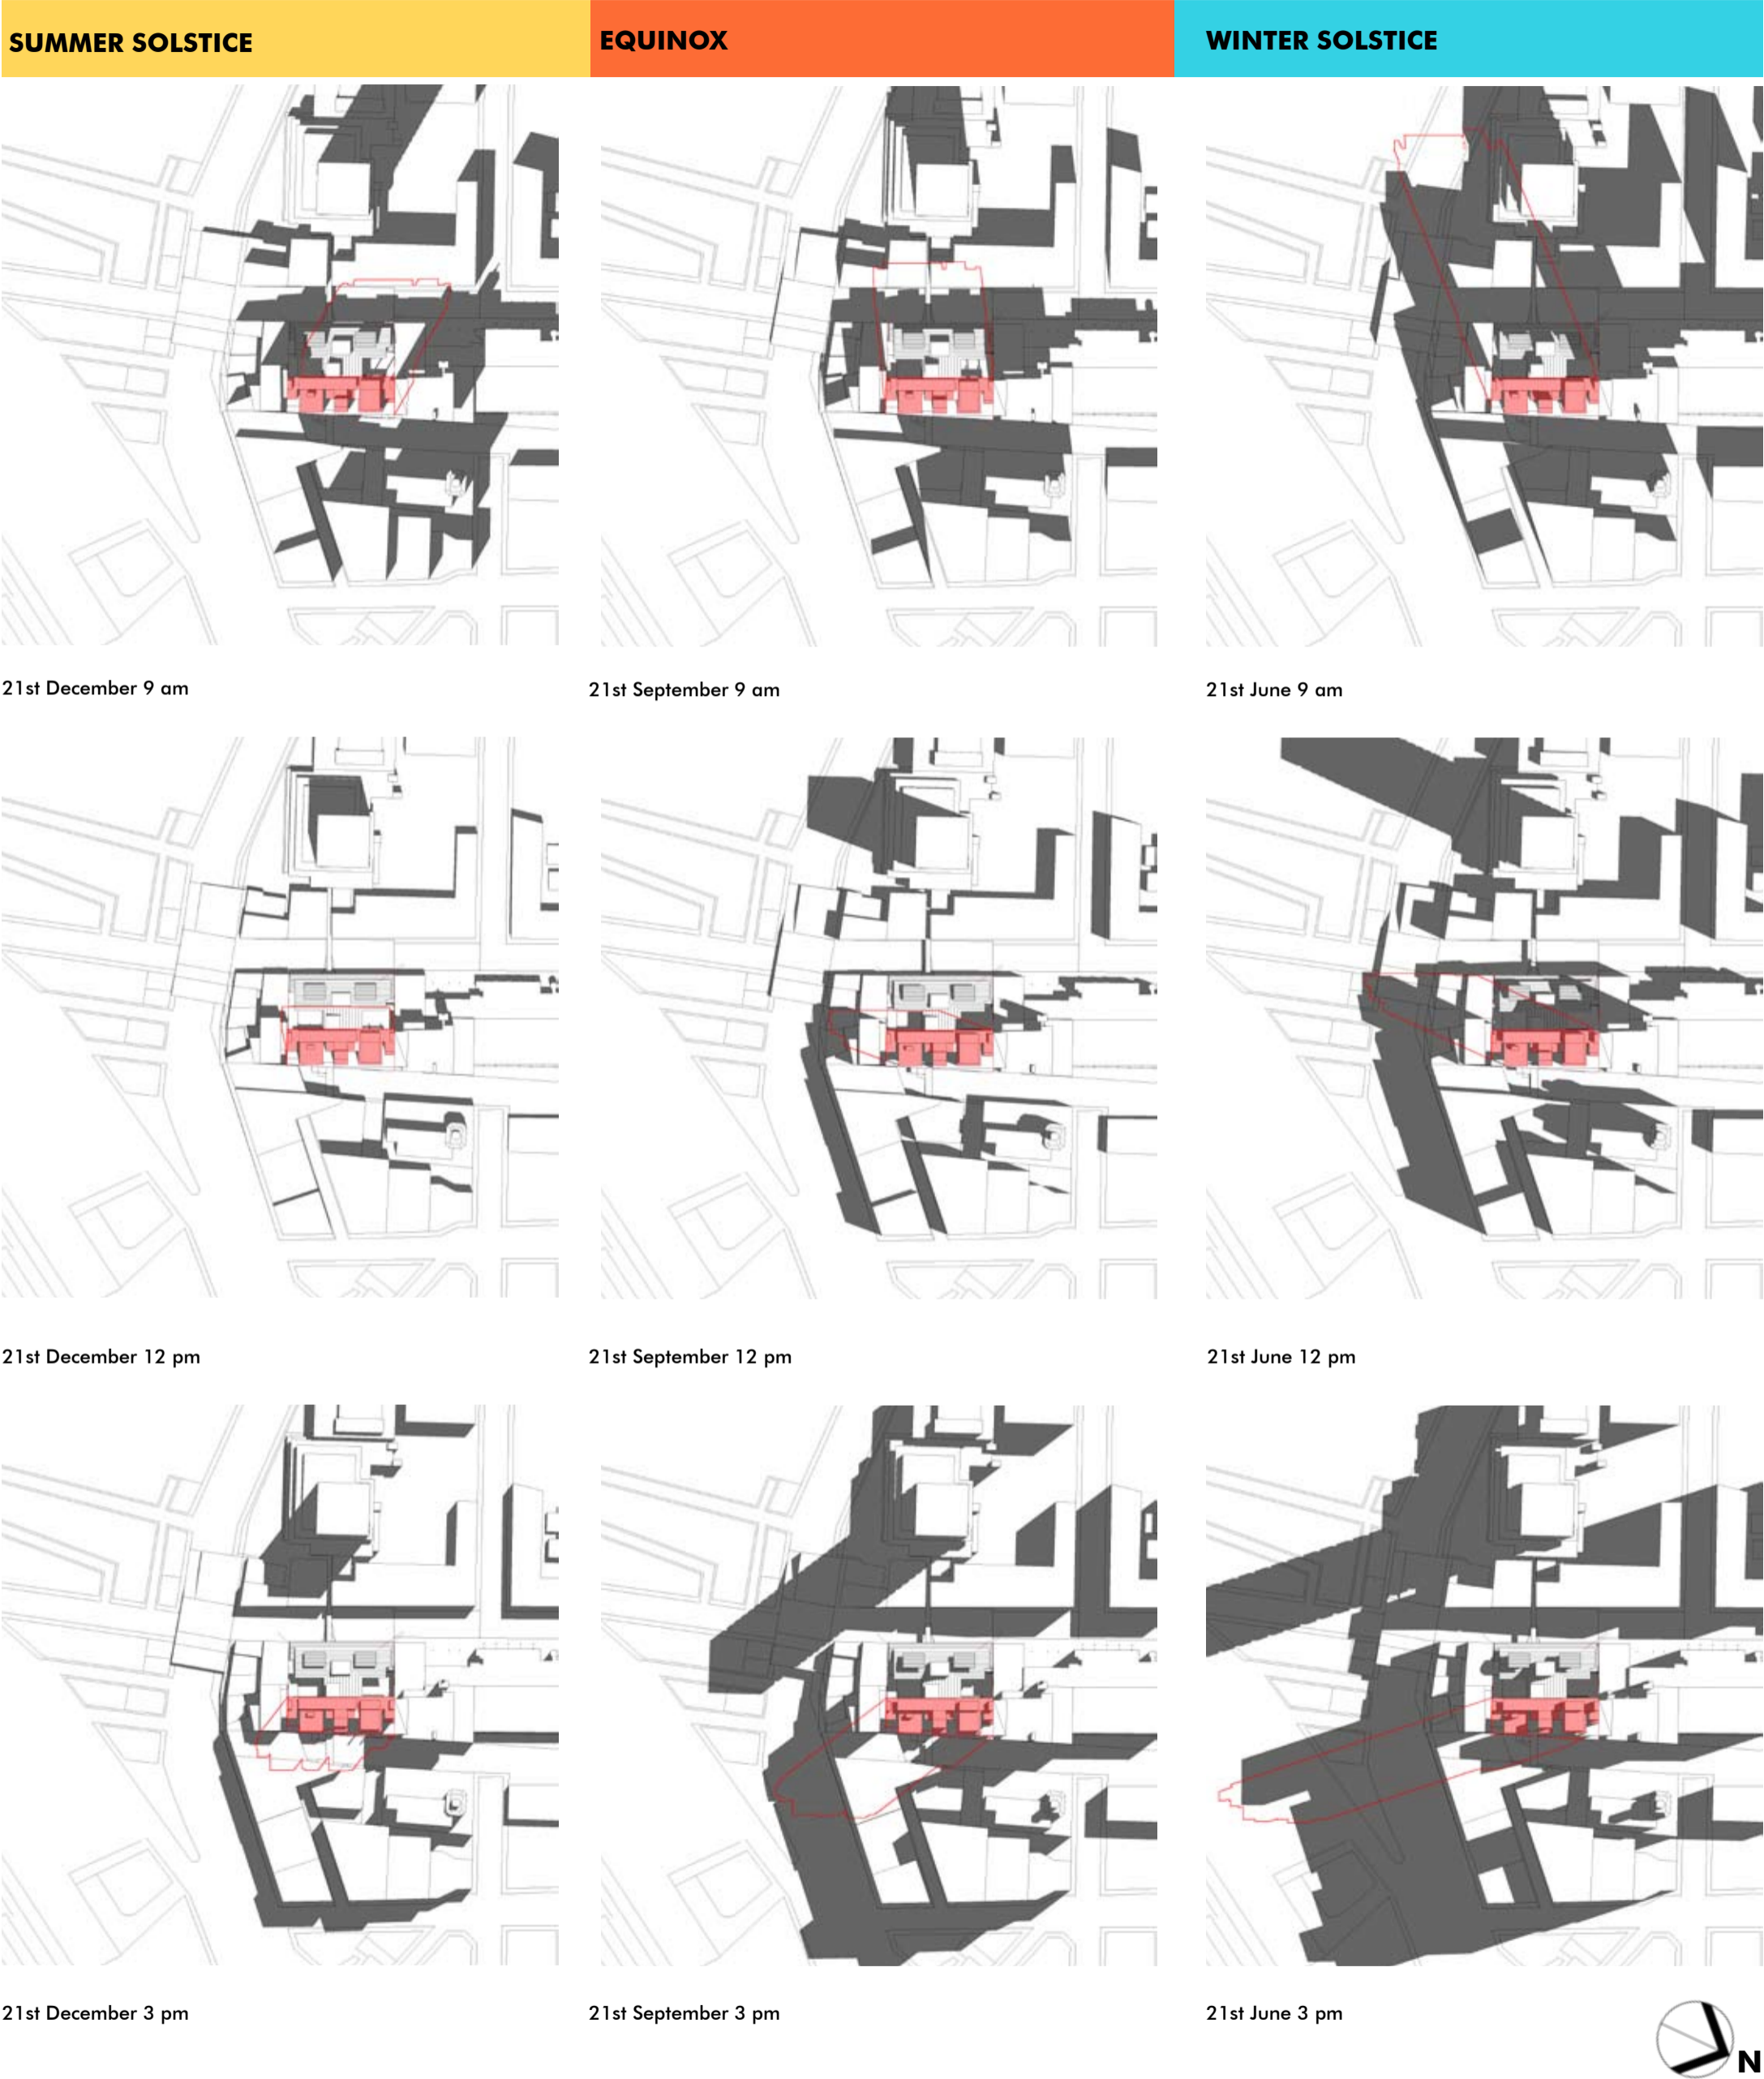 SUMMER SOLSTICE
EQUINOX
WINTER SOLSTICE
21st December 9 am
21st September 9 am
21st June 9 am
21st December 12 pm
21st September 12 pm
21st June 12 pm
21st December 3 pm
21st September 3 pm
21st June 3 pm
N